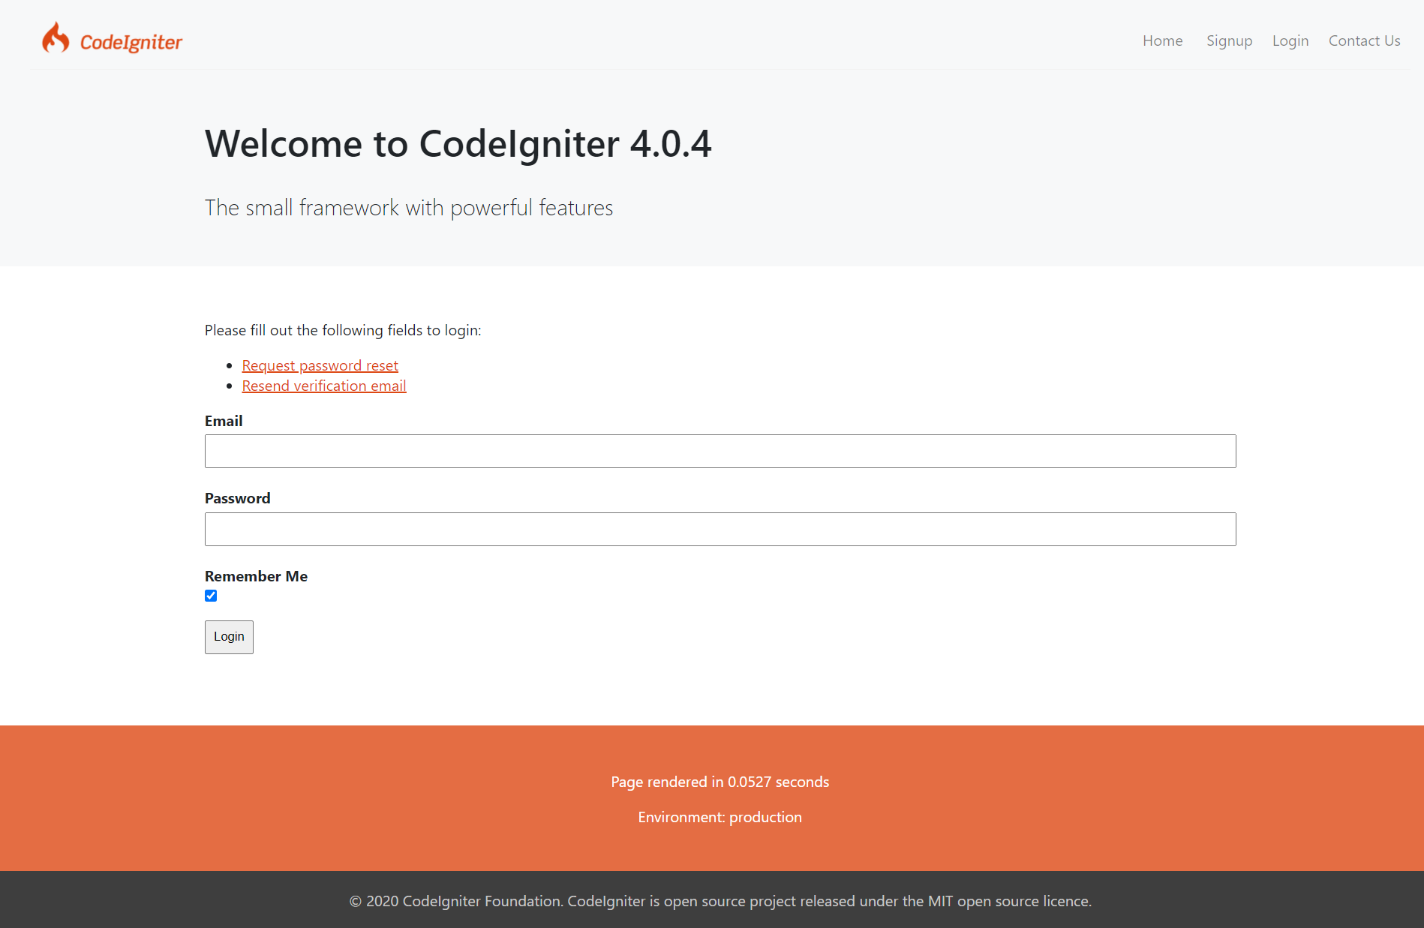 CodeIgniter
Home Signup Login Contact Us
Welcome to CodeIgniter 4.0.4
The small framework with powerful features
Please fill out the following fields to login:
Request password reset
Resend verification email
Email
Password
Remember Me
Login
Page rendered in 0.0527 seconds
Environment: production
© 2020 CodeIgniter Foundation. CodeIgniter is open source project released under the MIT open source licence.